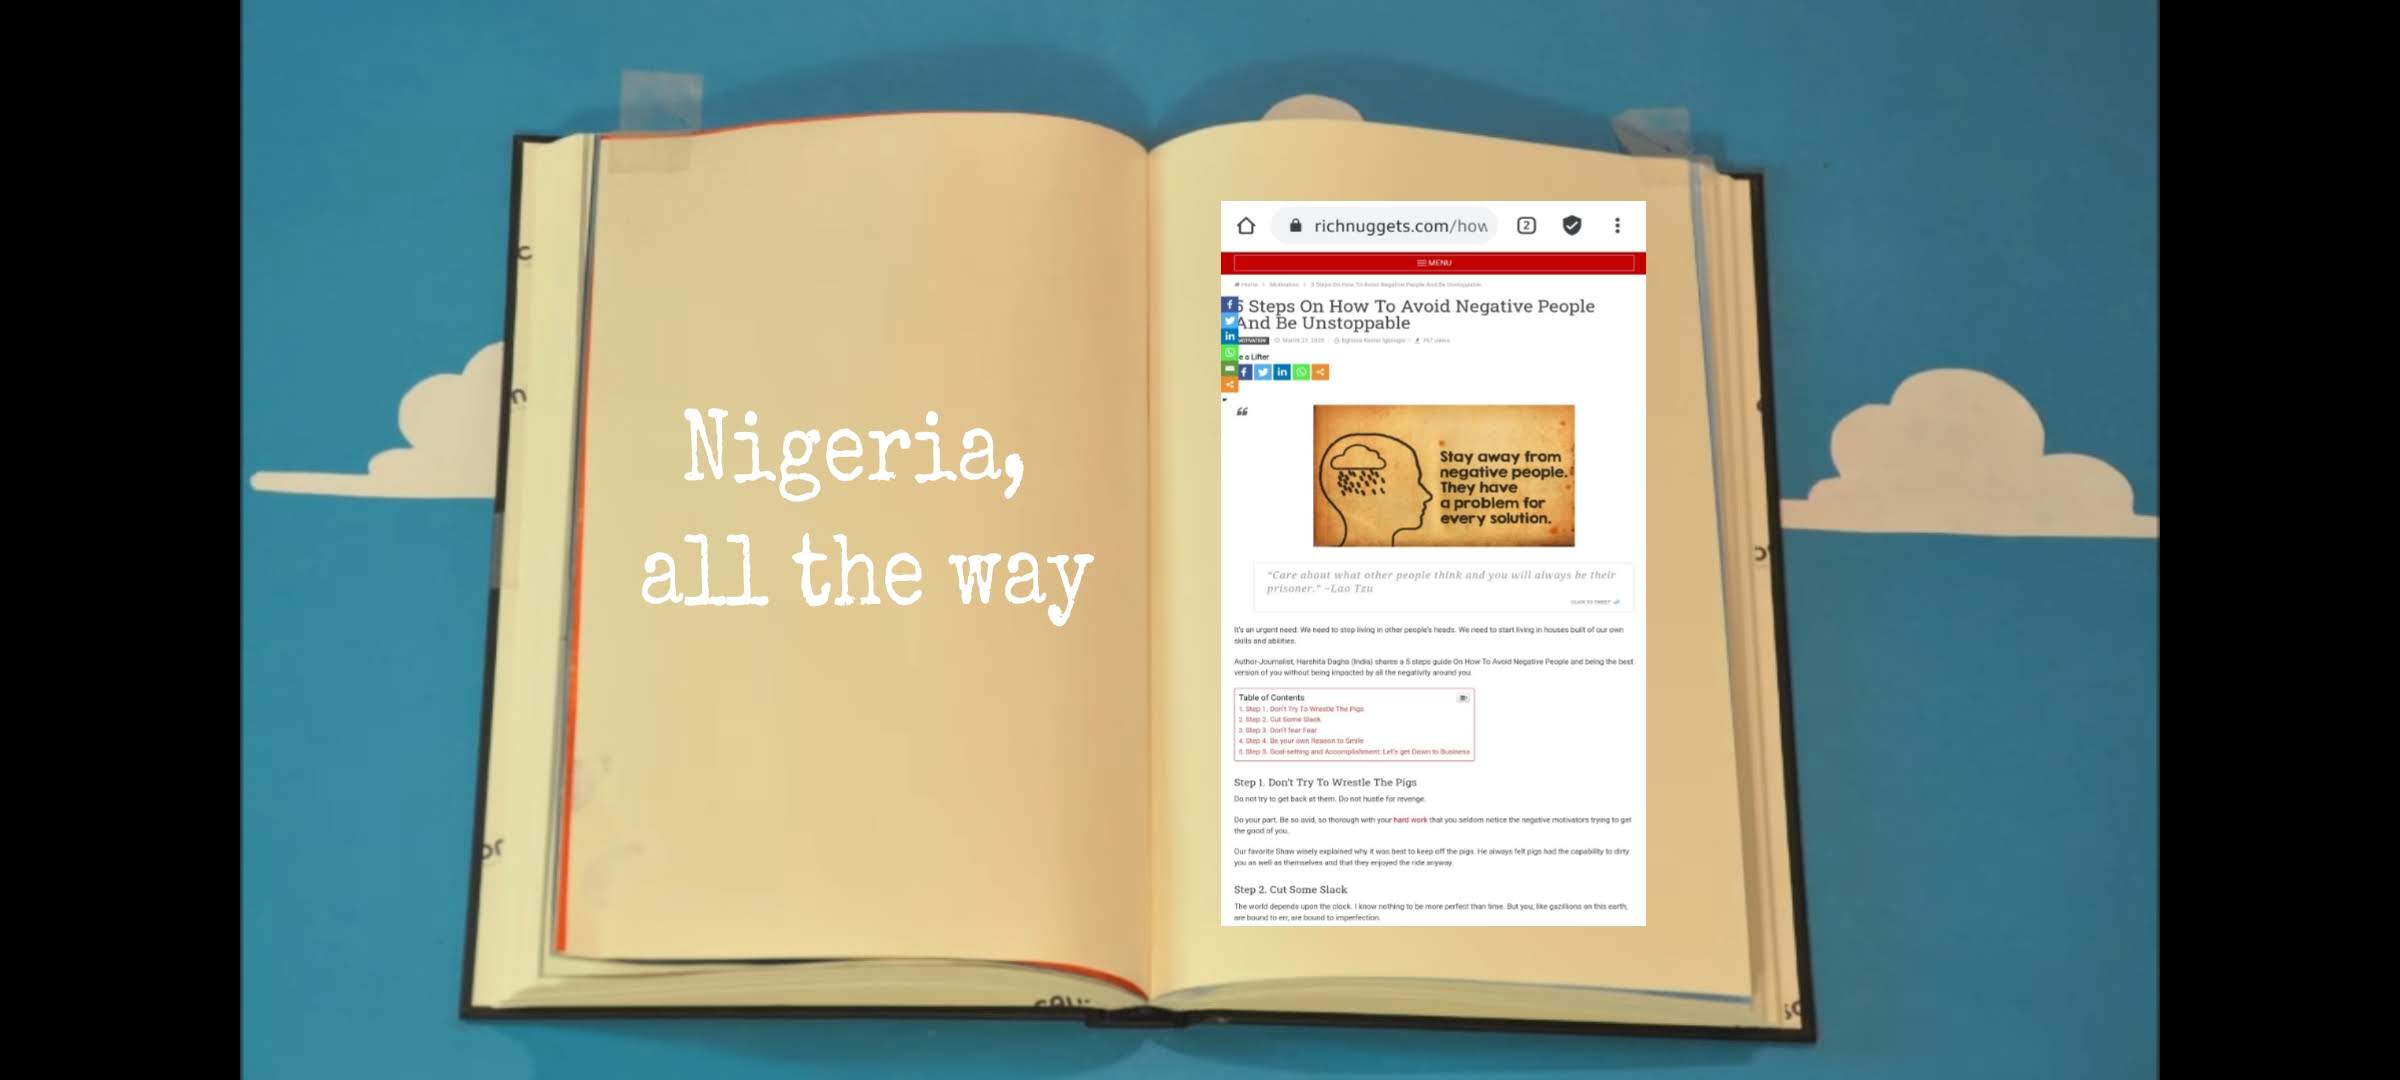 Nigeria,
all the way
richnuggets.com/how
2
MENU
Home > Motivation > 5 Steps On How To Avoid Negative People And Be Unstoppable
5 Steps On How To Avoid Negative People
And Be Unstoppable
MOTIVATION March 23, 2020 767 views
e a Lifter
Stay away from
negative people.
They have
a problem for
every solution.
“Care about what other people think and you will always be their
prisoner.” ~Lao Tzu
CLICK TO TWEET
It's an urgent need. We need to stop living in other people's heads. We need to start living in houses built of our own
skills and abilities.
Author-Journalist, Harshita Dagha (India) shares a 5 steps guide On How To Avoid Negative People and being the best
version of you without being impacted by all the negativity around you.
Table of Contents
1. Step 1. Don't Try To Wrestle The Pigs
2. Step 2. Cut Some Slack
3. Step 3. Don't fear Fear
4. Step 4. Be your own Reason to Smile
5. Step 5. Goal-setting and Accomplishment: Let's get Down to Business
Step 1. Don't Try To Wrestle The Pigs
Do not try to get back at them. Do not hustle for revenge.
Do your part. Be so avid, so thorough with your hard work that you seldom notice the negative motivators trying to get
the good of you.
Our favorite Shaw wisely explained why it was best to keep off the pigs. He always felt pigs had the capability to dirty
you as well as themselves and that they enjoyed the ride anyway.
Step 2. Cut Some Slack
The world depends upon the clock. I know nothing to be more perfect than time. But you, like gazillions on this earth,
are bound to err, are bound to imperfection.